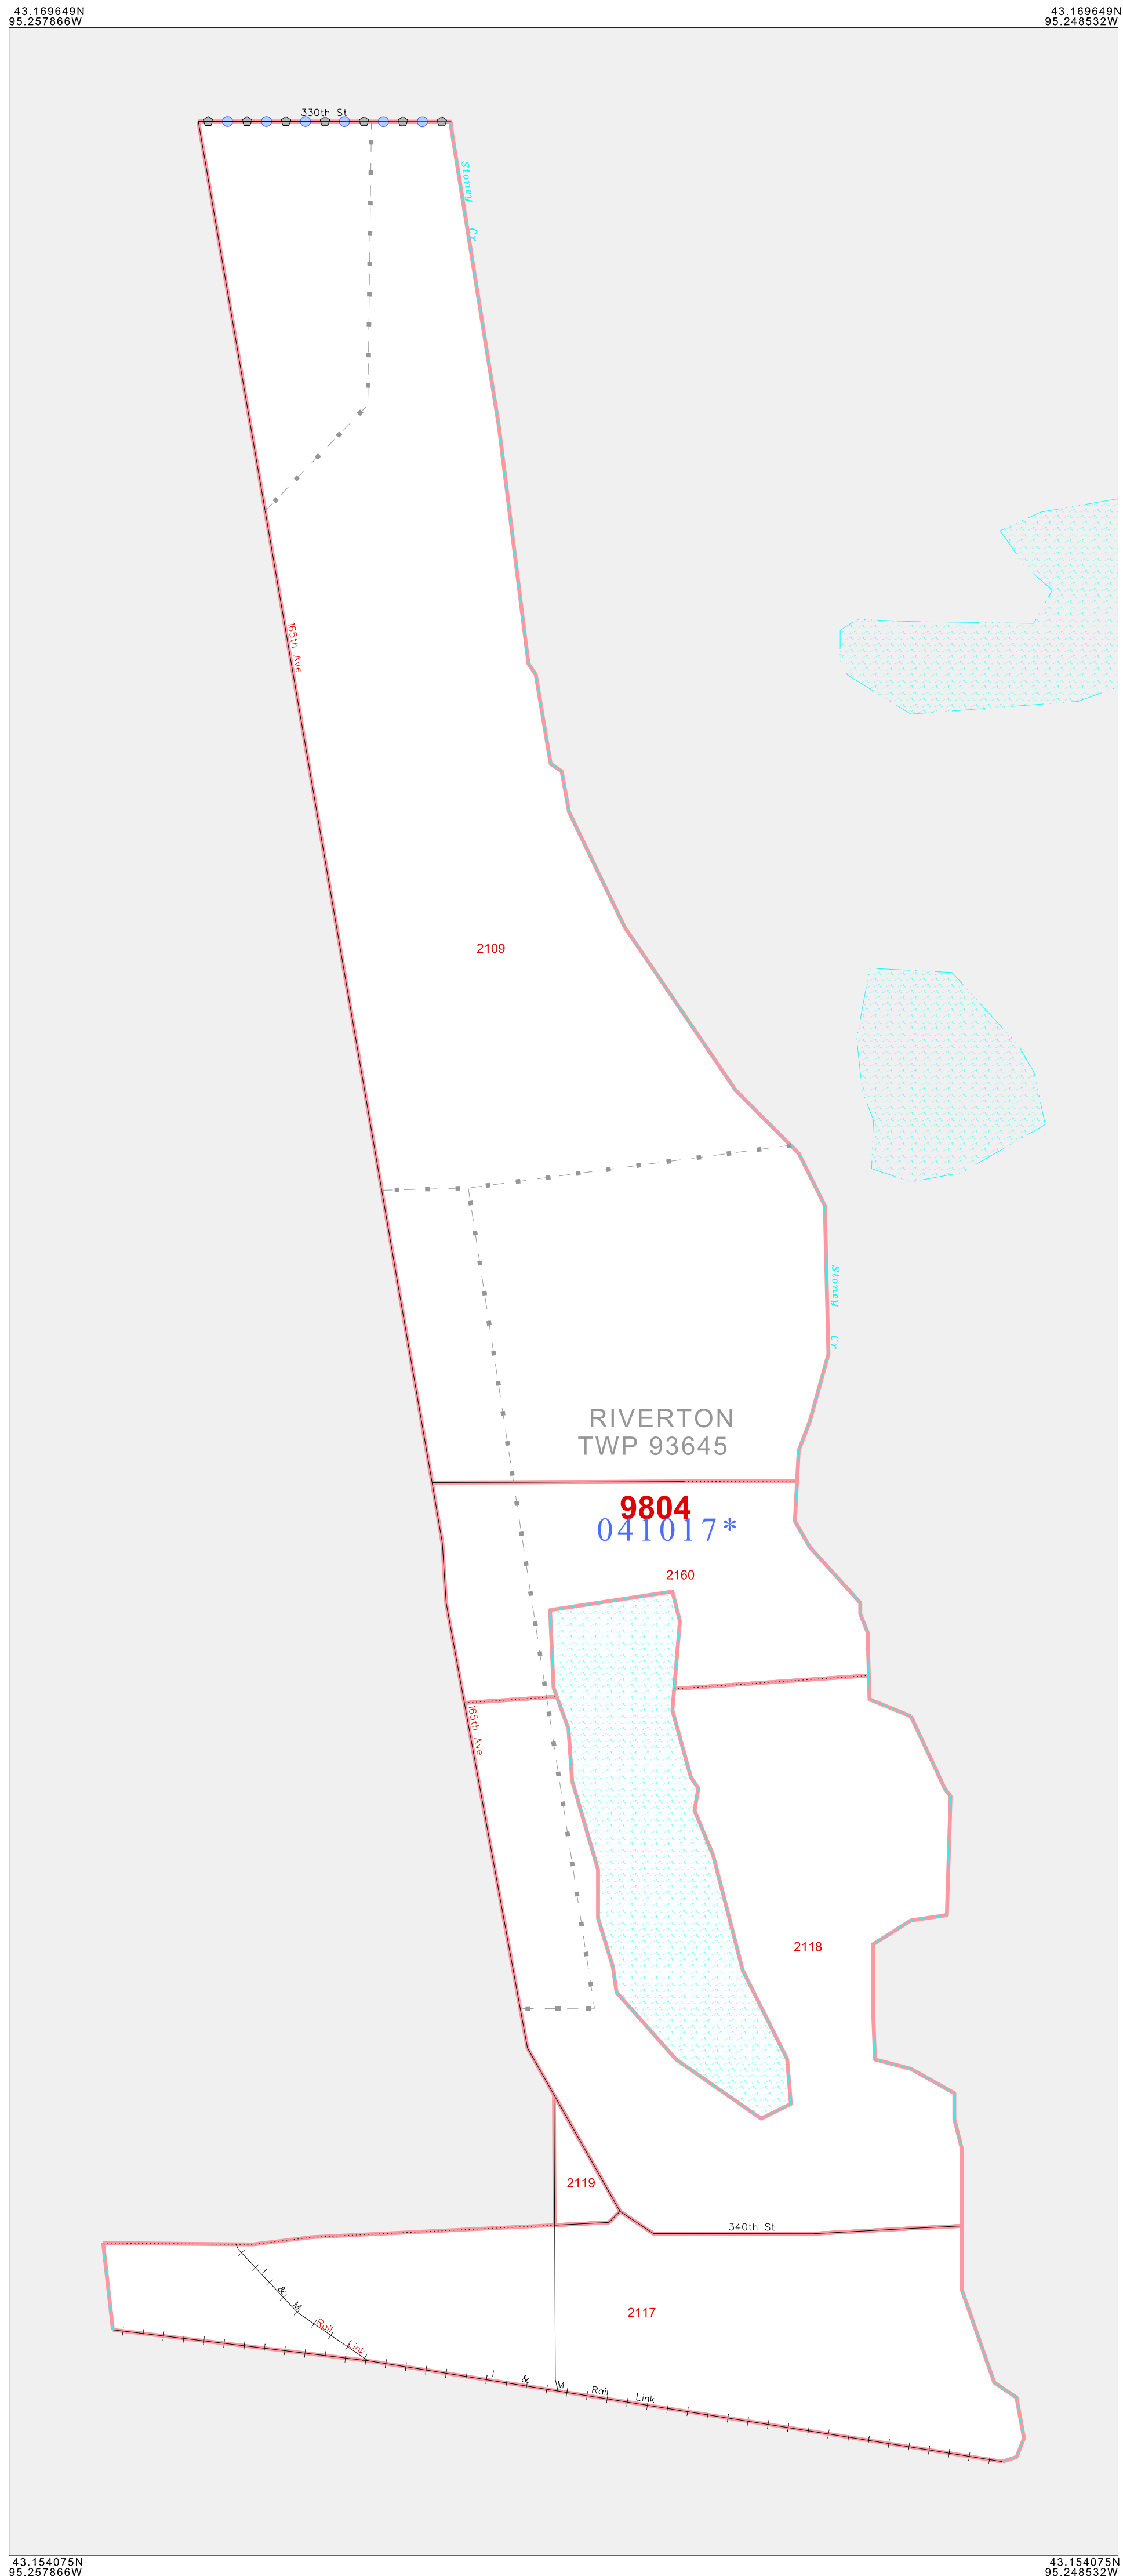 43.169649N
95.257866W
43.169649N
95.248532W
330th St
Stoney Cr
165th Ave
2109
Stoney Cr
RIVERTON
TWP 93645
9804
041017*
2160
165th Ave
2118
2119
340th St
I & M Rail Link
2117
I & M Rail Link
43.154075N
95.257866W
43.154075N
95.248532W